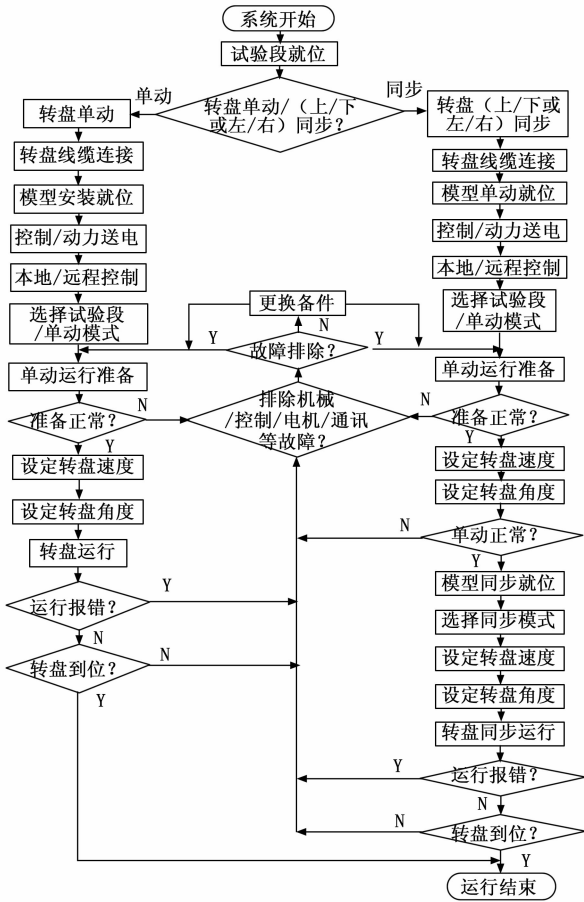 系统开始
试验段就位
转盘单动/（上/下
或左/右）同步？
单动
同步
转盘单动
转盘线缆连接
模型安装就位
控制/动力送电
本地/远程控制
选择试验段
/单动模式
单动运行准备
准备正常？
N
Y
设定转盘速度
设定转盘角度
转盘运行
运行报错？
Y
N
转盘到位？
N
Y
更换备件
N
Y
故障排除？
Y
排除机械
/控制/电机/通讯
等故障？
转盘（上/下或
左/右）同步
转盘线缆连接
模型单动就位
控制/动力送电
本地/远程控制
选择试验段
/单动模式
单动运行准备
N
准备正常？
Y
设定转盘速度
设定转盘角度
N
单动正常？
Y
模型同步就位
选择同步模式
设定转盘速度
设定转盘角度
转盘同步运行
Y
运行报错？
N
N
转盘到位？
Y
运行结束